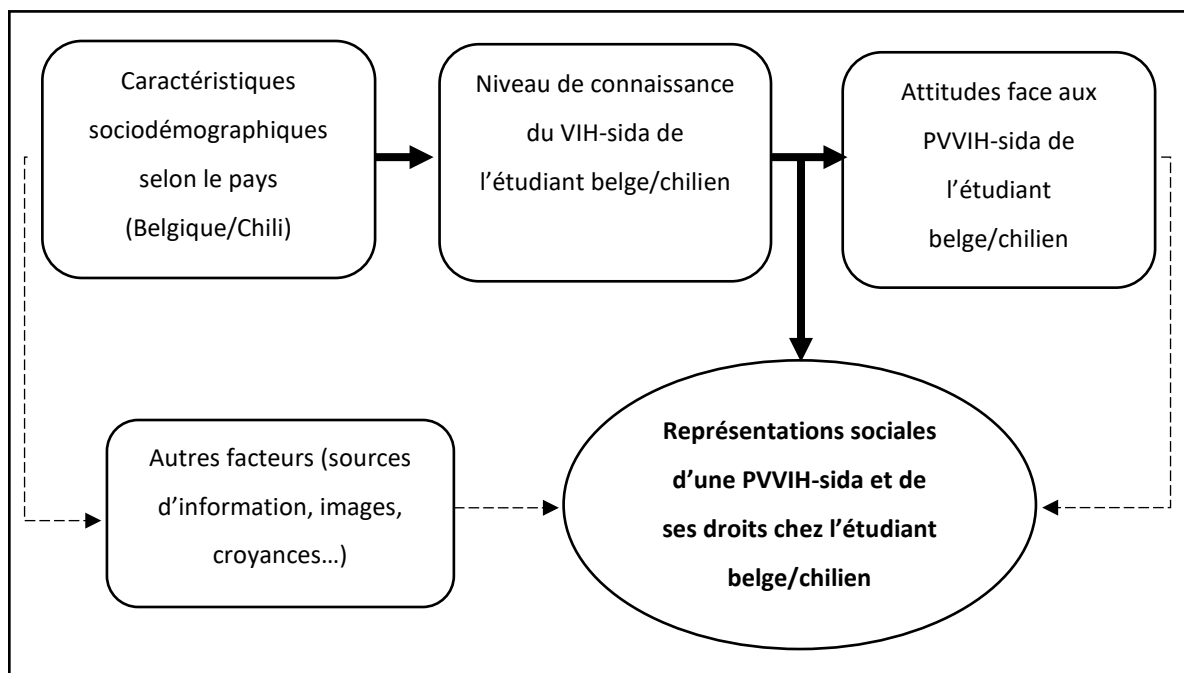 Caractéristiques
sociodémographiques
selon le pays
(Belgique/Chili)
Niveau de connaissance
du VIH-sida de
l’étudiant belge/chilien
Attitudes face aux
PVVIH-sida de
l’étudiant
belge/chilien
Autres facteurs (sources
d’information, images,
croyances…)
Représentations sociales
d’une PVVIH-sida et de
ses droits chez l’étudiant
belge/chilien